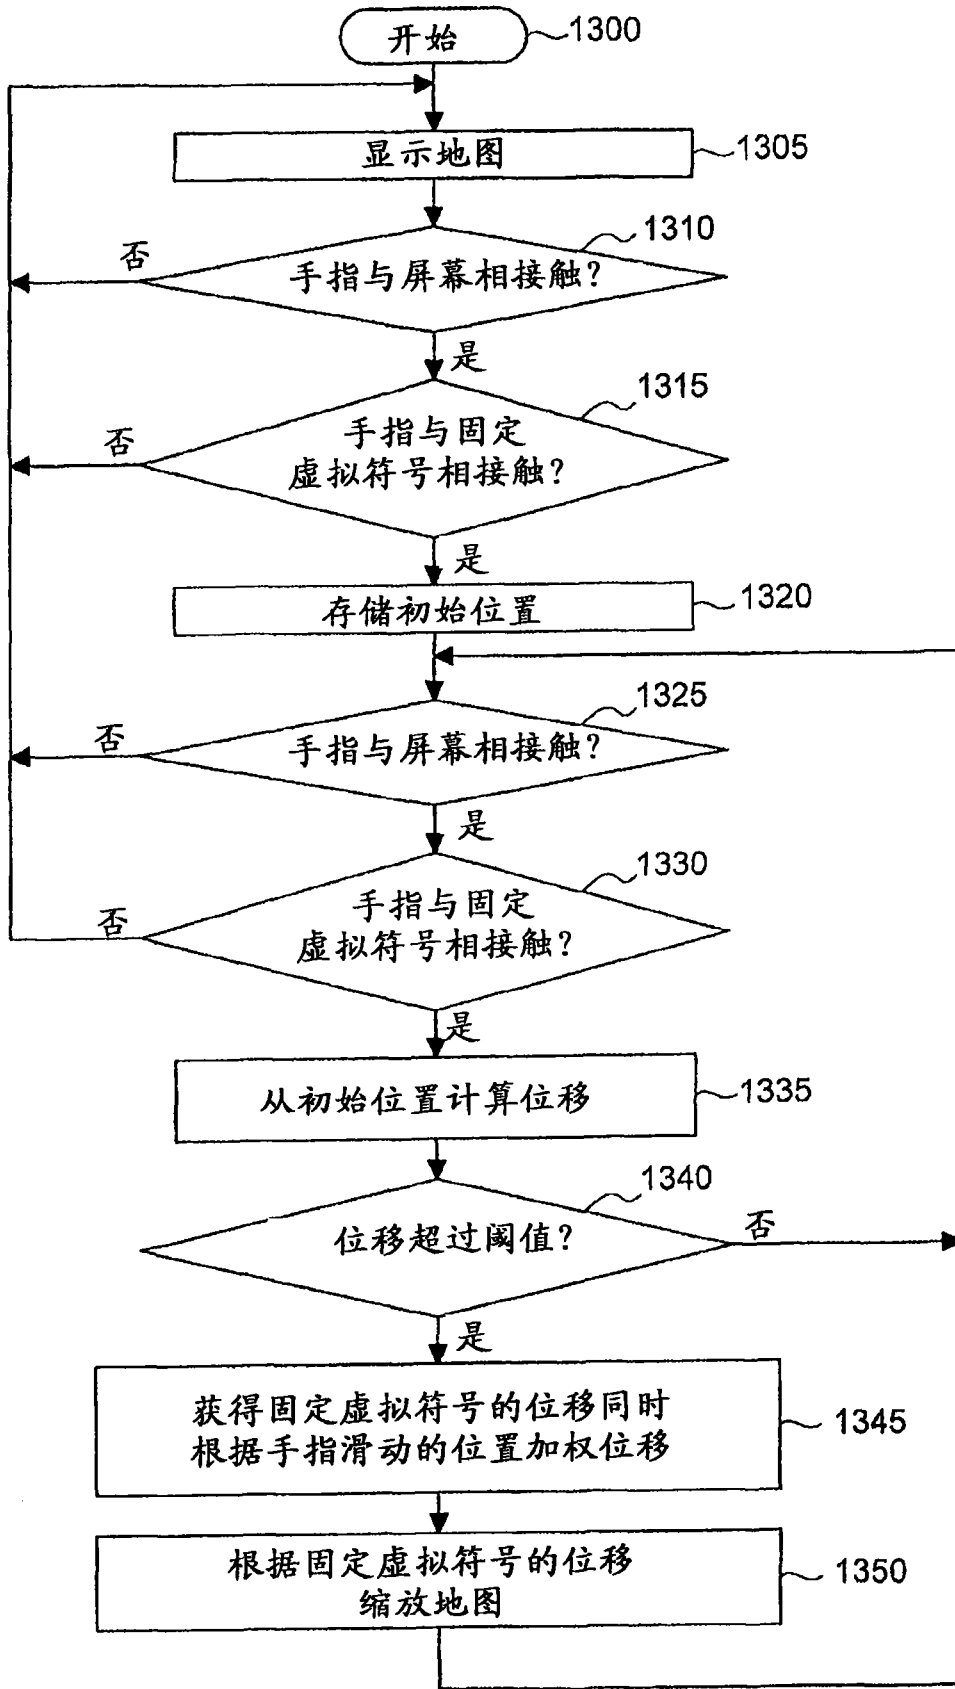 开始
1300
显示地图
1305
1310
否
手指与屏幕相接触？
是
1315
手指与固定
否
虚拟符号相接触？
是
存储初始位置
1320
1325
否
手指与屏幕相接触？
是
1330
手指与固定
否
虚拟符号相接触？
是
从初始位置计算位移
1335
1340
否
位移超过阈值？
是
获得固定虚拟符号的位移同时
根据手指滑动的位置加权位移
1345
根据固定虚拟符号的位移
缩放地图
1350